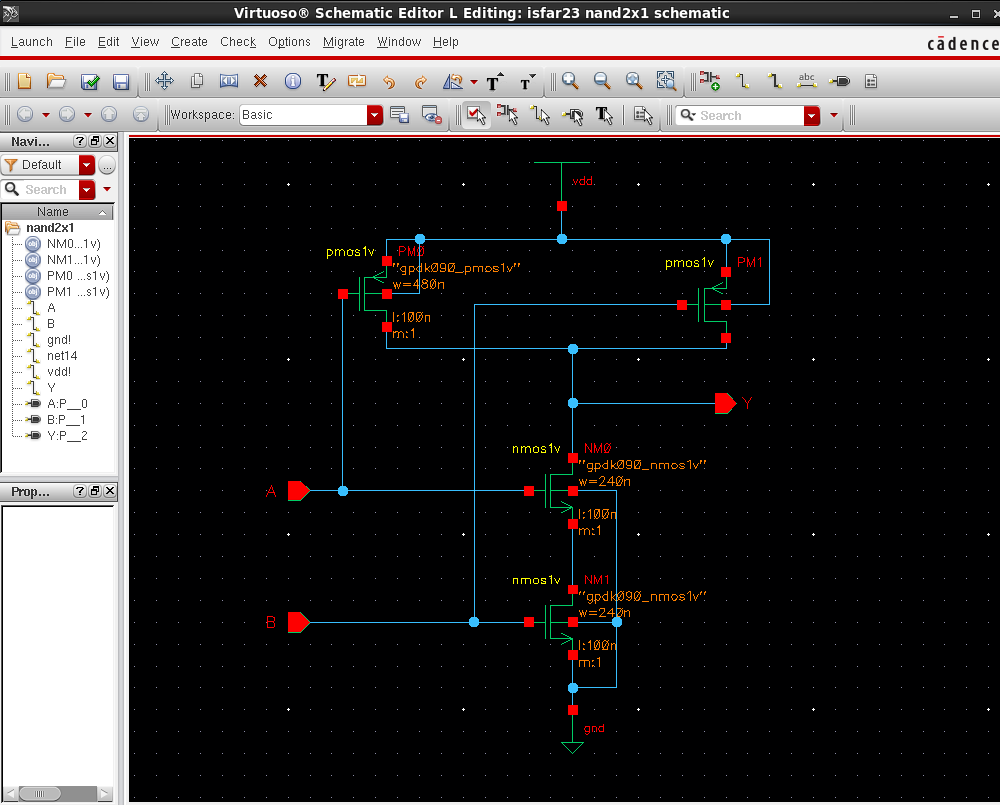 Virtuoso® Schematic Editor L Editing: isfar23 nand2x1 schematic
Launch File Edit View Create Check Options Migrate Window Help
cādence
abc
Workspace: Basic
Search
Navi...
Default
Search
Name
nand2x1
NM0...1v)
NM1...1v)
PM0 ...s1v)
PM1 ...s1v)
A
B
gnd!
net14
vdd!
Y
A:P__0
B:P__1
Y:P__2
Prop...
vdd
pmos1v PM0
"gpdk090_pmos1v"
w=480n
l:100n
m:1
pmos1v PM1
Y
nmos1v NM0
"gpdk090_nmos1v"
w=240n
l:100n
m:1
A
nmos1v NM1
"gpdk090_nmos1v"
w=240n
l:100n
m:1
B
gnd